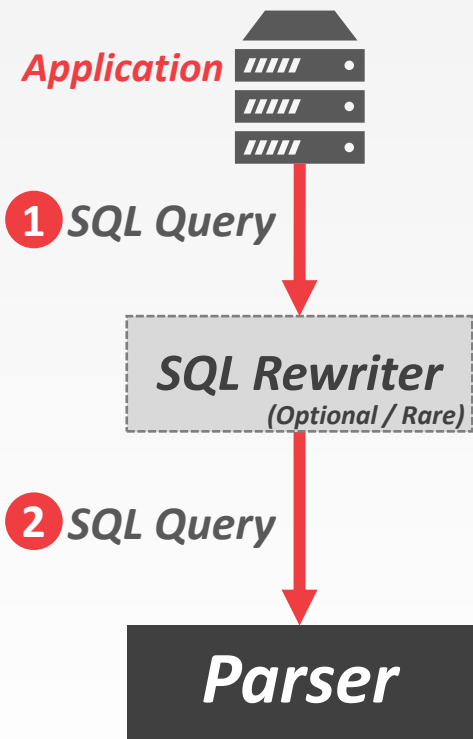 Application
1 SQL Query
SQL Rewriter
(Optional / Rare)
2 SQL Query
Parser